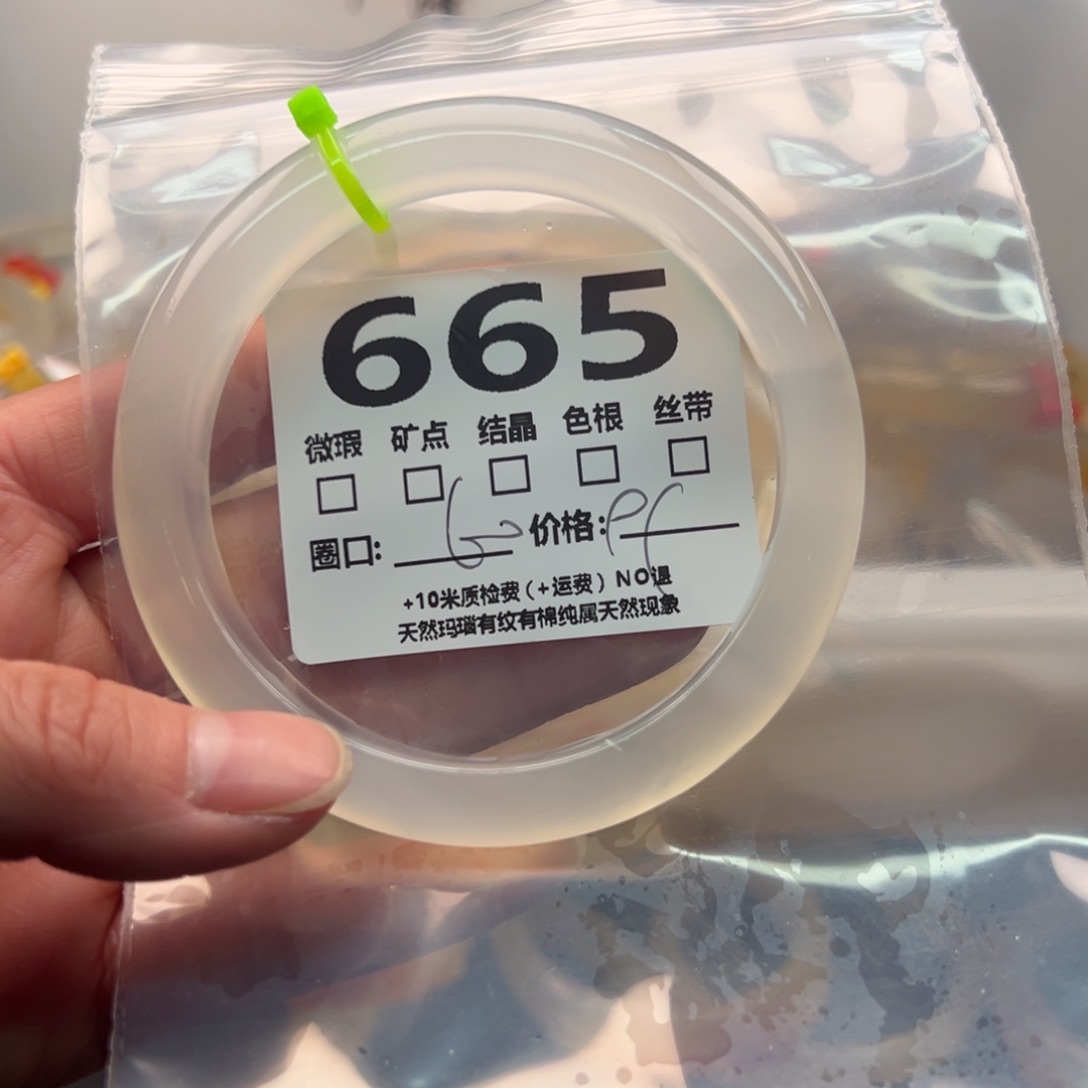 665
微瑕 矿点 结晶 色根 丝带
圈口: 价格:
+10米质检费(+运费) NO退
天然玛瑙有纹有棉纯属天然现象